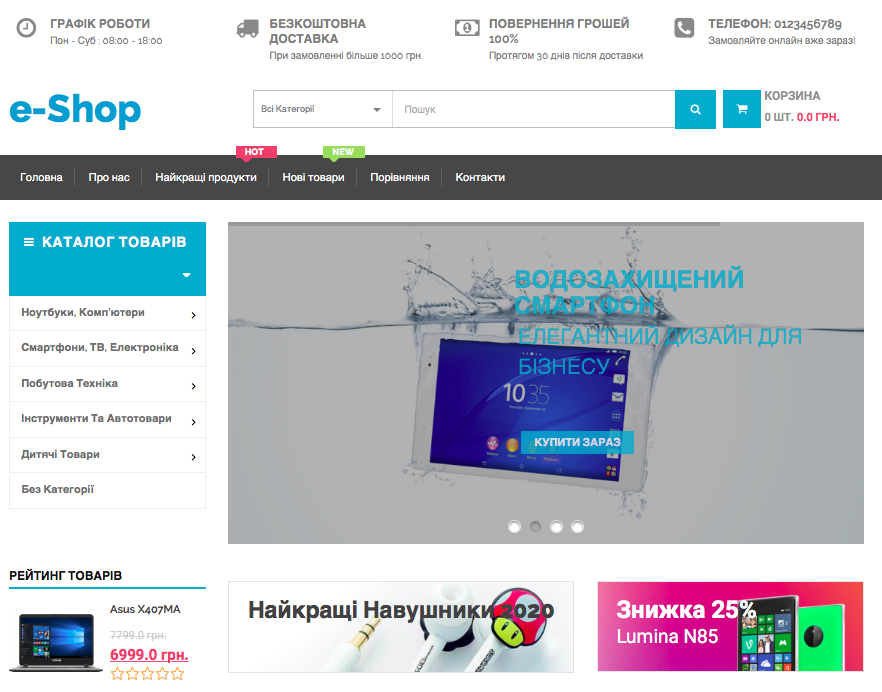 ГРАФІК РОБОТИ
Пон - Суб : 08:00 - 18:00
БЕЗКОШТОВНА
ДОСТАВКА
При замовленні більше 1000 грн.
ПОВЕРНЕННЯ ГРОШЕЙ
100%
Протягом 30 днів після доставки
ТЕЛЕФОН: 0123456789
Замовляйте онлайн вже зараз!
e-Shop
Всі Категорії
Пошук
КОРЗИНА
0 ШТ. 0.0 ГРН.
HOT
NEW
Головна
Про нас
Найкращі продукти
Нові товари
Порівняння
Контакти
КАТАЛОГ ТОВАРІВ
Ноутбуки, Комп'ютери
Смартфони, ТВ, Електроніка
Побутова Техніка
Інструменти Та Автотовари
Дитячі Товари
Без Категорії
ВОДОЗАХИЩЕНИЙ
СМАРТФОН
ЕЛЕГАНТНИЙ ДИЗАЙН ДЛЯ
БІЗНЕСУ
10 35
КУПИТИ ЗАРАЗ
РЕЙТИНГ ТОВАРІВ
Asus X407MA
7799.0 грн.
6999.0 грн.
Найкращі Навушники 2020
Знижка 25%
Lumina N85